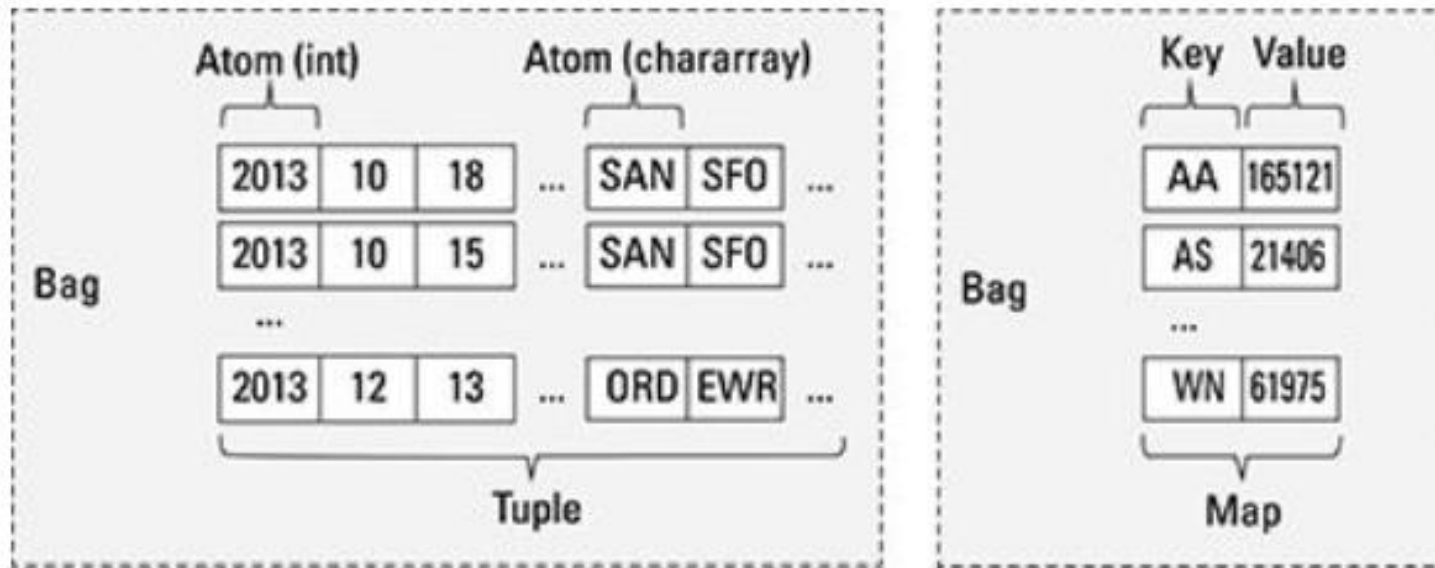 Atom (int) Atom (chararray)
2013 10 18 ... SAN SFO ...
2013 10 15 ... SAN SFO ...
Bag
...
2013 12 13 ... ORD EWR ...
Tuple
Key Value
AA 165121
AS 21406
Bag
...
WN 61975
Map